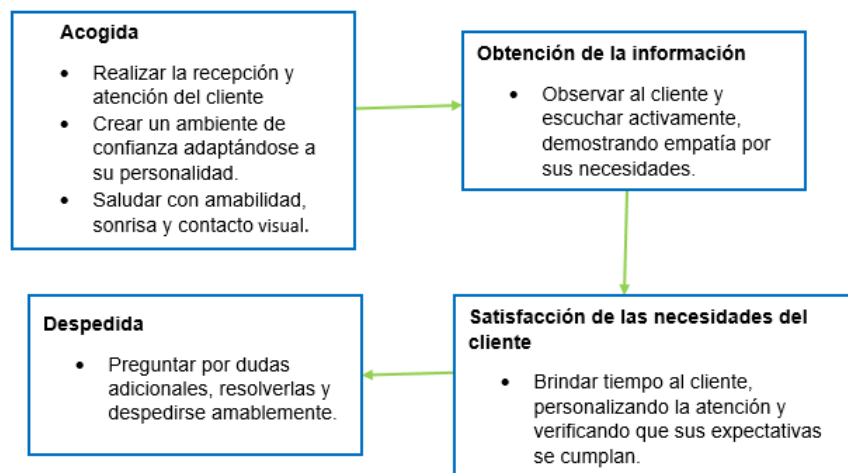 Acogida
• Realizar la recepción y
atención del cliente
• Crear un ambiente de
confianza adaptándose a
su personalidad.
• Saludar con amabilidad,
sonrisa y contacto visual.
Obtención de la información
• Observar al cliente y
escuchar activamente,
demostrando empatía por
sus necesidades.
Satisfacción de las necesidades del
cliente
• Brindar tiempo al cliente,
personalizando la atención y
verificando que sus expectativas
se cumplan.
Despedida
• Preguntar por dudas
adicionales, resolverlas y
despedirse amablemente.